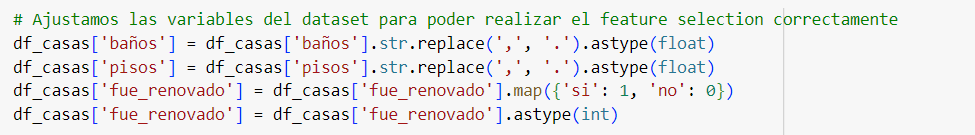 # Ajustamos las variables del dataset para poder realizar el feature selection correctamente
df_casas['baños'] = df_casas['baños'].str.replace(',', '.').astype(float)
df_casas['pisos'] = df_casas['pisos'].str.replace(',', '.').astype(float)
df_casas['fue_renovado'] = df_casas['fue_renovado'].map({'si': 1, 'no': 0})
df_casas['fue_renovado'] = df_casas['fue_renovado'].astype(int)